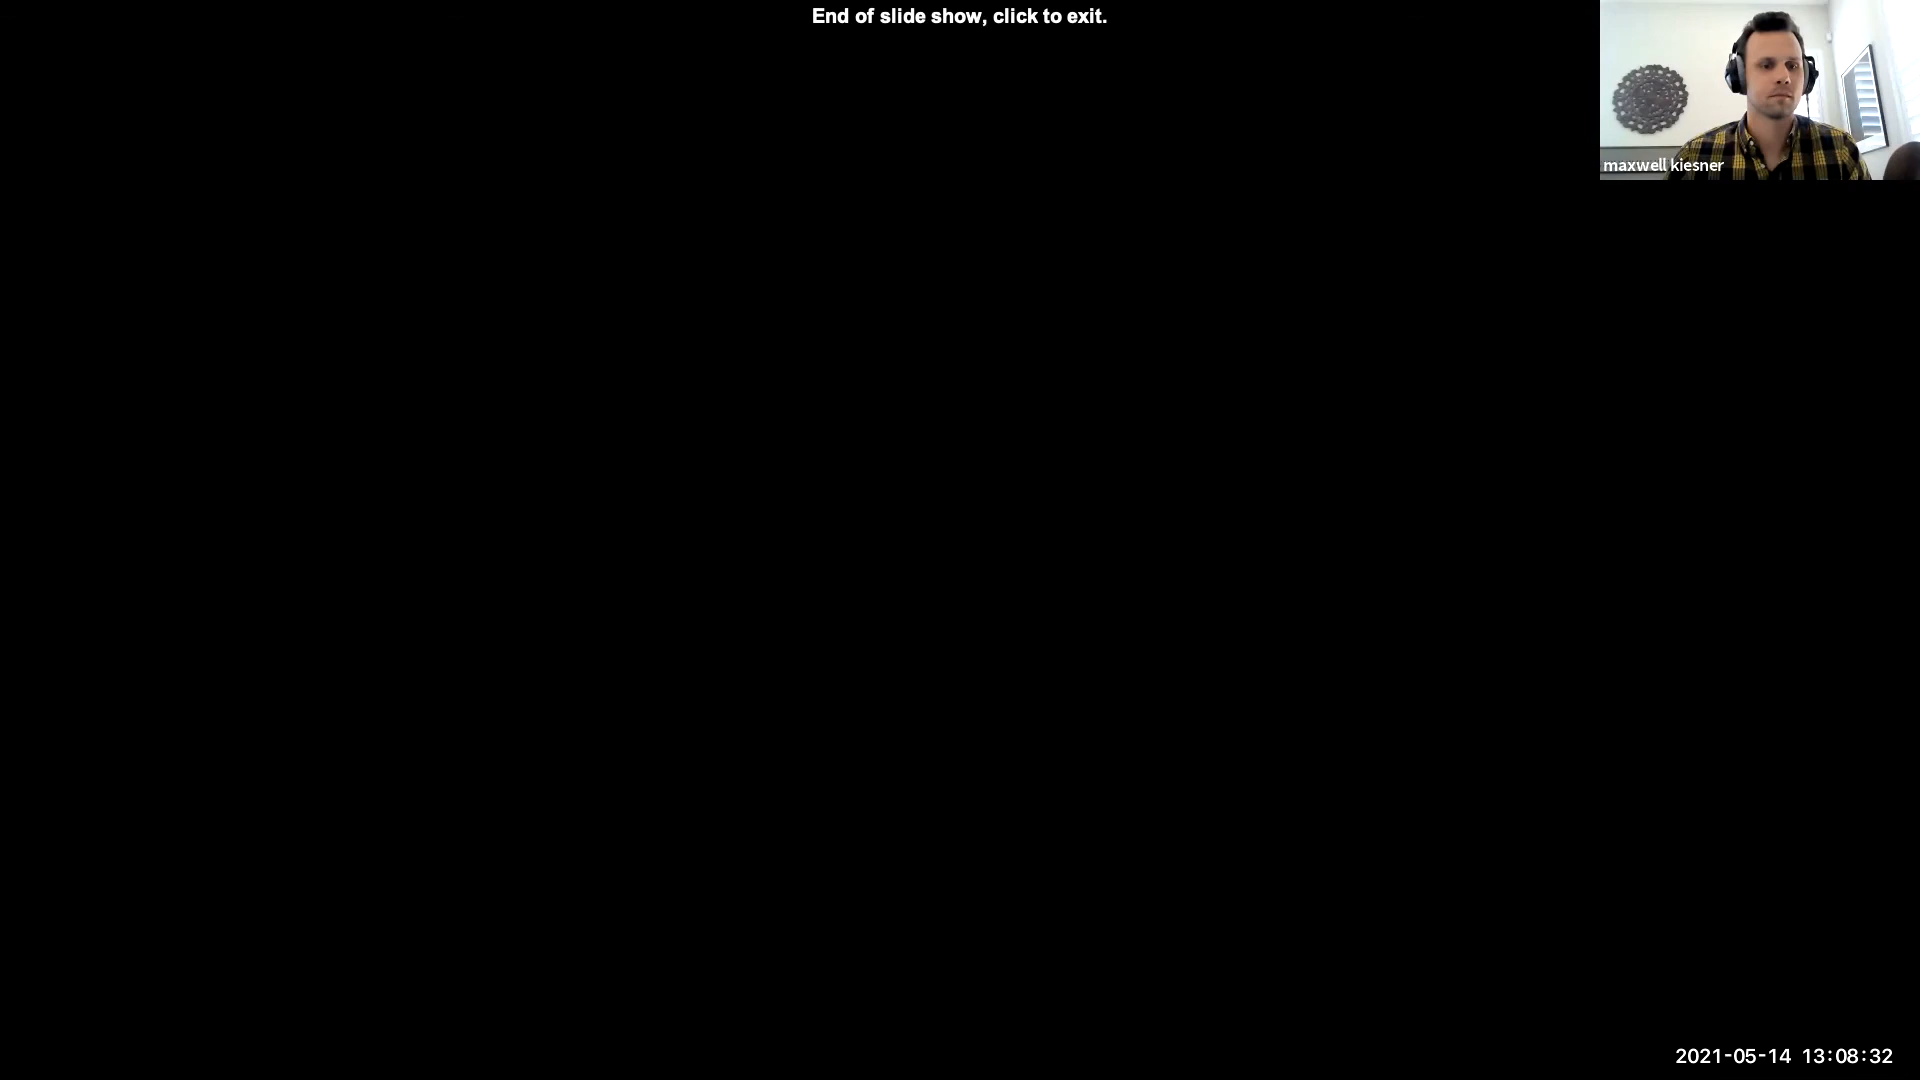 End of slide show, click to exit.
maxwell kiesner
2021-05-14 13:08:32